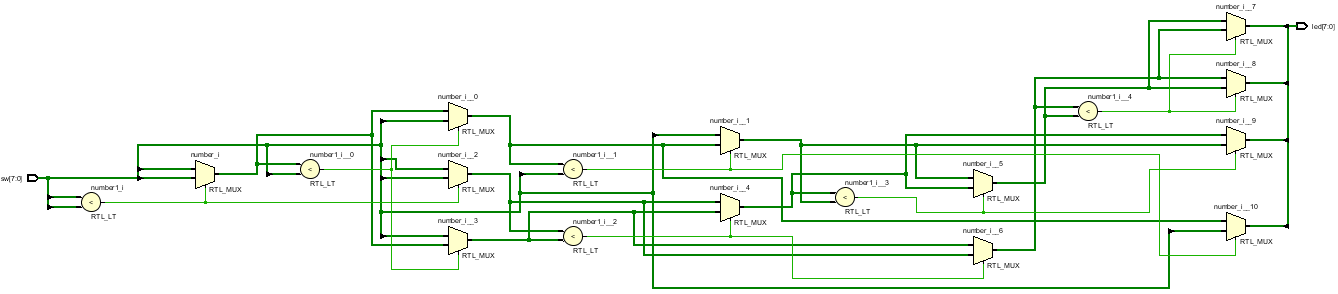 number_i__7
led[7:0]
RTL_MUX
number_i__8
number1_i__4
RTL_MUX
number_i__0
RTL_LT
number_i__1
number_i__9
RTL_MUX
number_i
number1_i__0
number_i__2
number1_i__1
RTL_MUX
RTL_MUX
number_i__5
sw[7:0]
number1_i
RTL_MUX
RTL_LT
RTL_MUX
RTL_LT
number_i__4
number1_i__3
RTL_MUX
RTL_LT
number_i__3
number1_i__2
RTL_MUX
RTL_LT
number_i__10
RTL_MUX
RTL_LT
number_i__6
RTL_MUX
RTL_MUX